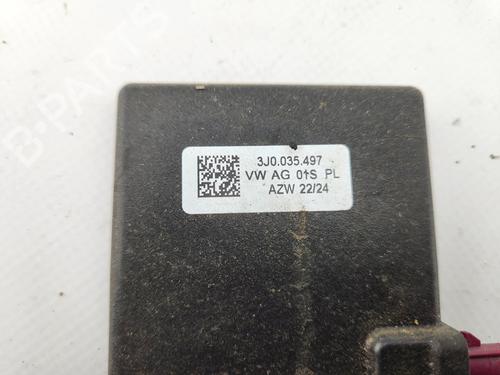 B-PARTS
3J0.035.497
VW AG 01S PL
AZW 22/24